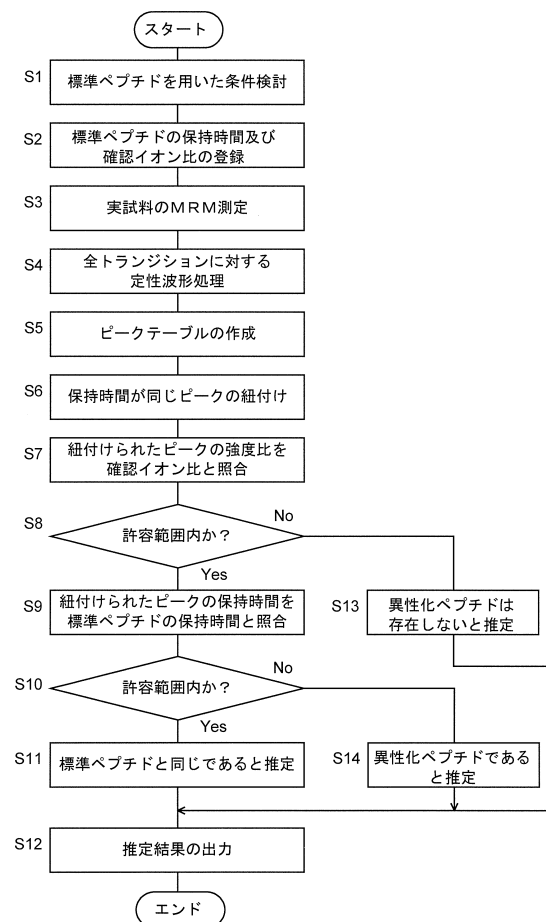 スタート
S1
標準ペプチドを用いた条件検討
S2
標準ペプチドの保持時間及び
確認イオン比の登録
S3
実試料のMRM測定
S4
全トランジションに対する
定性波形処理
S5
ピークテーブルの作成
S6
保持時間が同じピークの紐付け
S7
紐付けられたピークの強度比を
確認イオン比と照合
S8
許容範囲内か?
No
Yes
S9
紐付けられたピークの保持時間を
標準ペプチドの保持時間と照合
S13
異性化ペプチドは
存在しないと推定
S10
許容範囲内か?
No
Yes
S11
標準ペプチドと同じであると推定
S14
異性化ペプチドである
と推定
S12
推定結果の出力
エンド